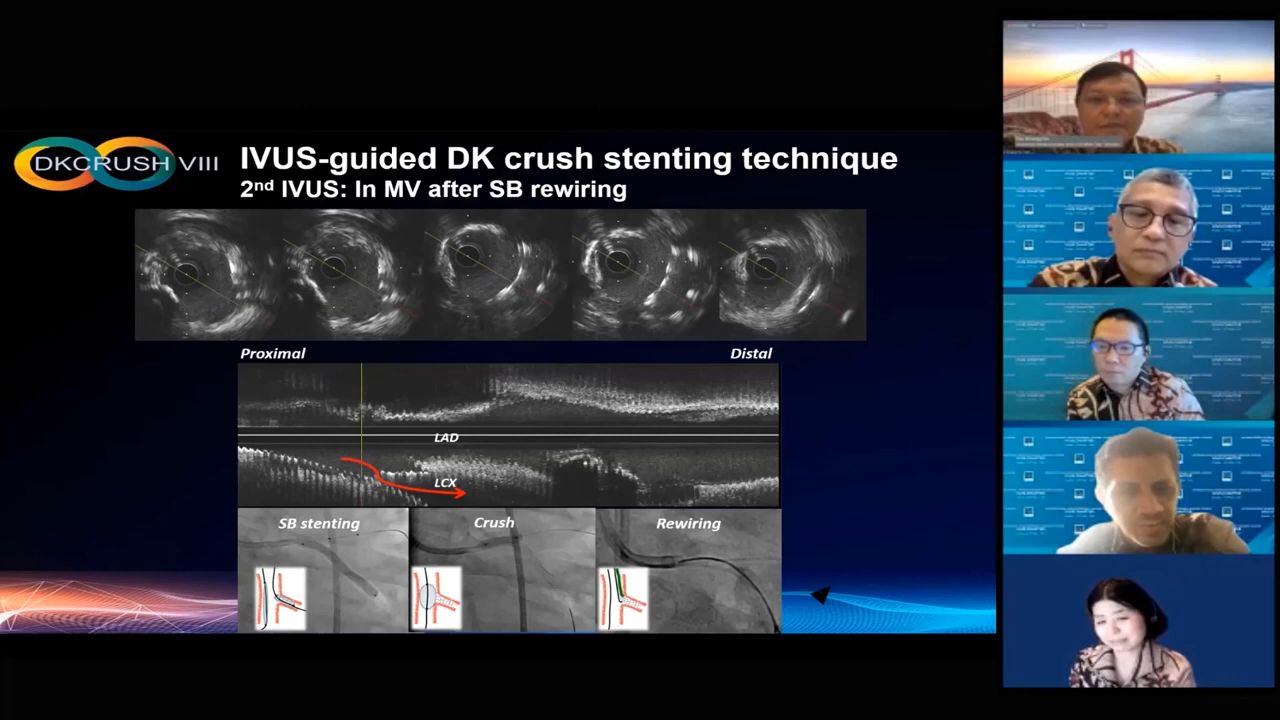 DKCRUSH VIII
IVUS-guided DK crush stenting technique
2nd IVUS: In MV after SB rewiring
Proximal
Distal
LAD
LCX
SB stenting
Crush
Rewiring